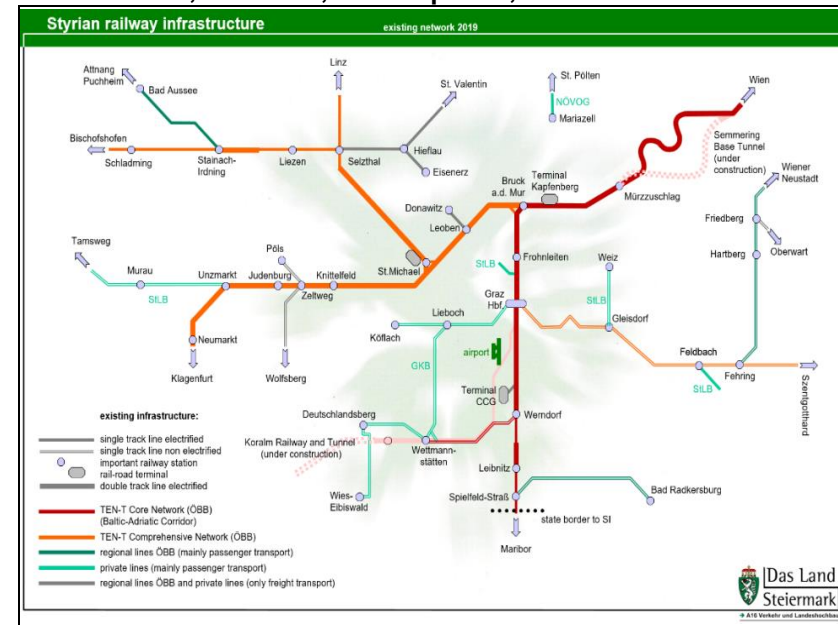 Styrian railway infrastructure
existing network 2019
Attnang
Puchheim
Bad Aussee
Linz
St. Valentin
St. Pölten
NÖVOG
Mariazell
Wien
Bischofshofen
Schladming
Stainach-
Irdning
Liezen
Selzthal
Hieflau
Eisenerz
Semmering
Base Tunnel
(under
construction)
Bruck
a.d. Mur
Terminal
Kapfenberg
Mürzzuschlag
Wiener
Neustadt
Donawitz
Leoben
Friedberg
Oberwart
Hartberg
Tamsweg
Murau
StLB
Unzmarkt
Pöls
Judenburg
Zeltweg
Knittelfeld
St.Michael
StLB
Frohnleiten
Weiz
StLB
Graz
Hbf.
Gleisdorf
Neumarkt
Klagenfurt
Wolfsberg
Köflach
Lieboch
GKB
airport
Feldbach
StLB
Fehring
Szentgotthard
Terminal
CCG
Werndorf
Deutschlandsberg
Koralm Railway and Tunnel
(under construction)
Wettmann-
stätten
Leibnitz
Wies-
Eibiswald
Spielfeld-Straß
Bad Radkersburg
state border to SI
Maribor
existing infrastructure:
single track line electrified
single track line non electrified
important railway station
rail-road terminal
double track line electrified
TEN-T Core Network (ÖBB)
(Baltic-Adriatic Corridor)
TEN-T Comprehensive Network (ÖBB)
regional lines ÖBB (mainly passenger transport)
private lines (mainly passenger transport)
regional lines ÖBB and private lines (only freight transport)
Das Land
Steiermark
A16 Verkehr und Landeshochbau